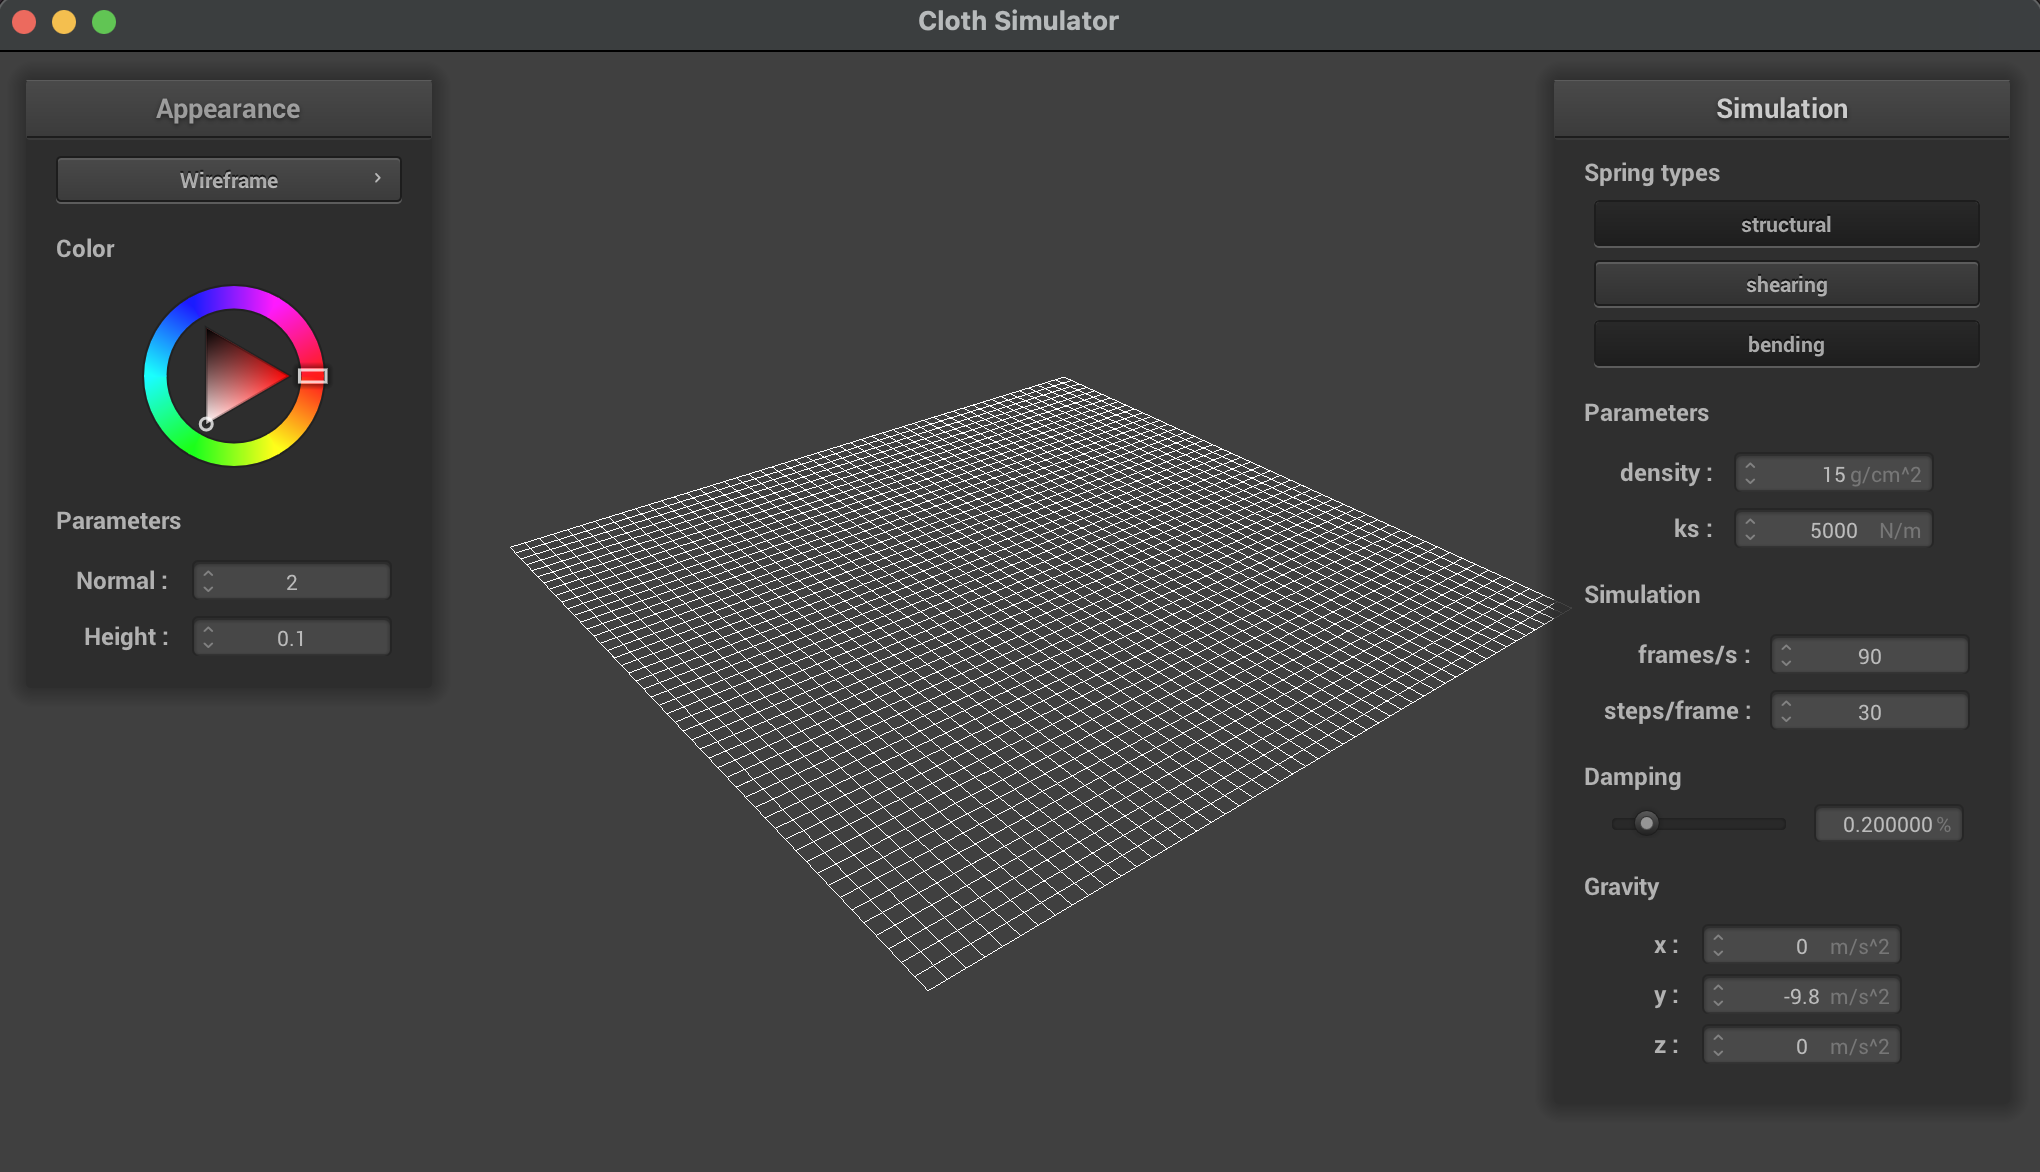 Cloth Simulator
Appearance
Wireframe
Color
Parameters
Normal : 2
Height : 0.1
Simulation
Spring types
structural
shearing
bending
Parameters
density : 15 g/cm^2
ks : 5000 N/m
Simulation
frames/s : 90
steps/frame : 30
Damping
0.200000 %
Gravity
x : 0 m/s^2
y : -9.8 m/s^2
z : 0 m/s^2